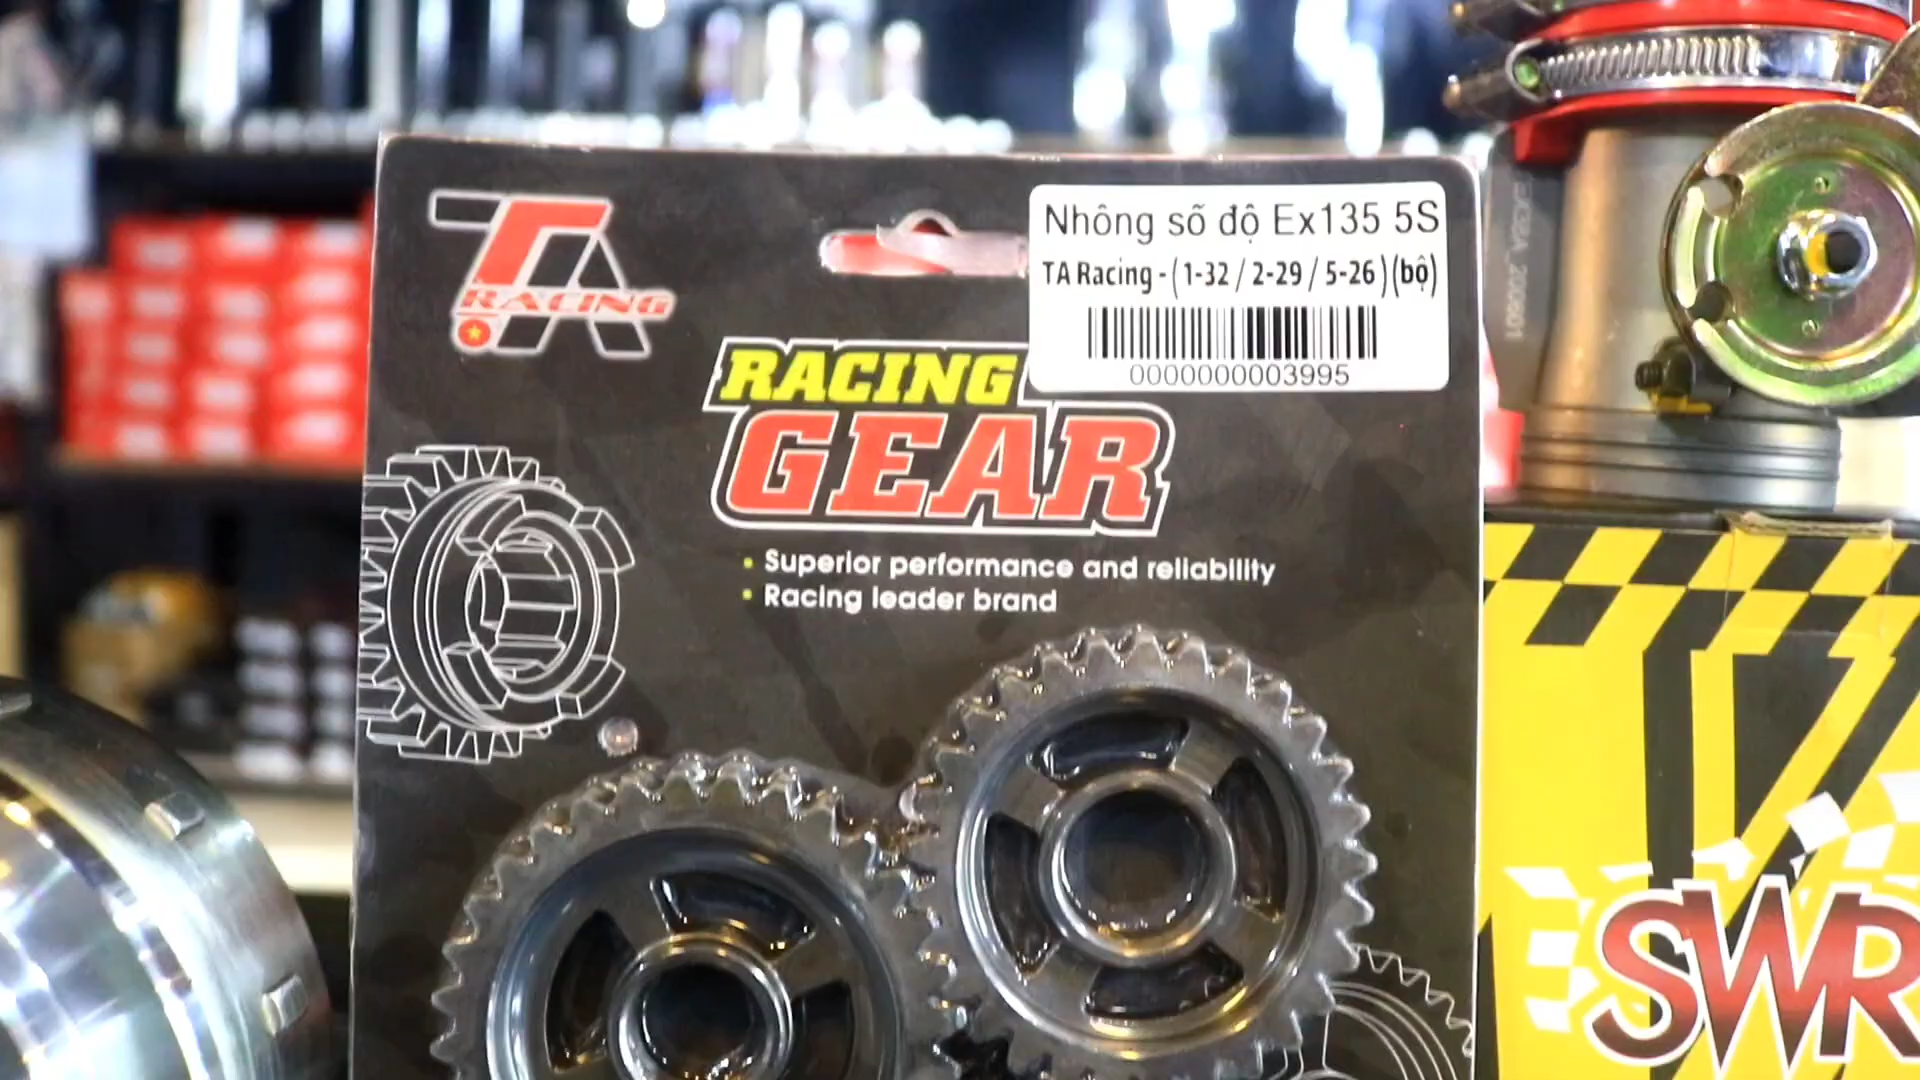 TA
RACING
Nhông số độ Ex135 5S
TA Racing - ( 1-32 / 2-29 / 5-26 ) (bộ)
0000000003995
RACING
GEAR
• Superior performance and reliability
• Racing leader brand
SWR